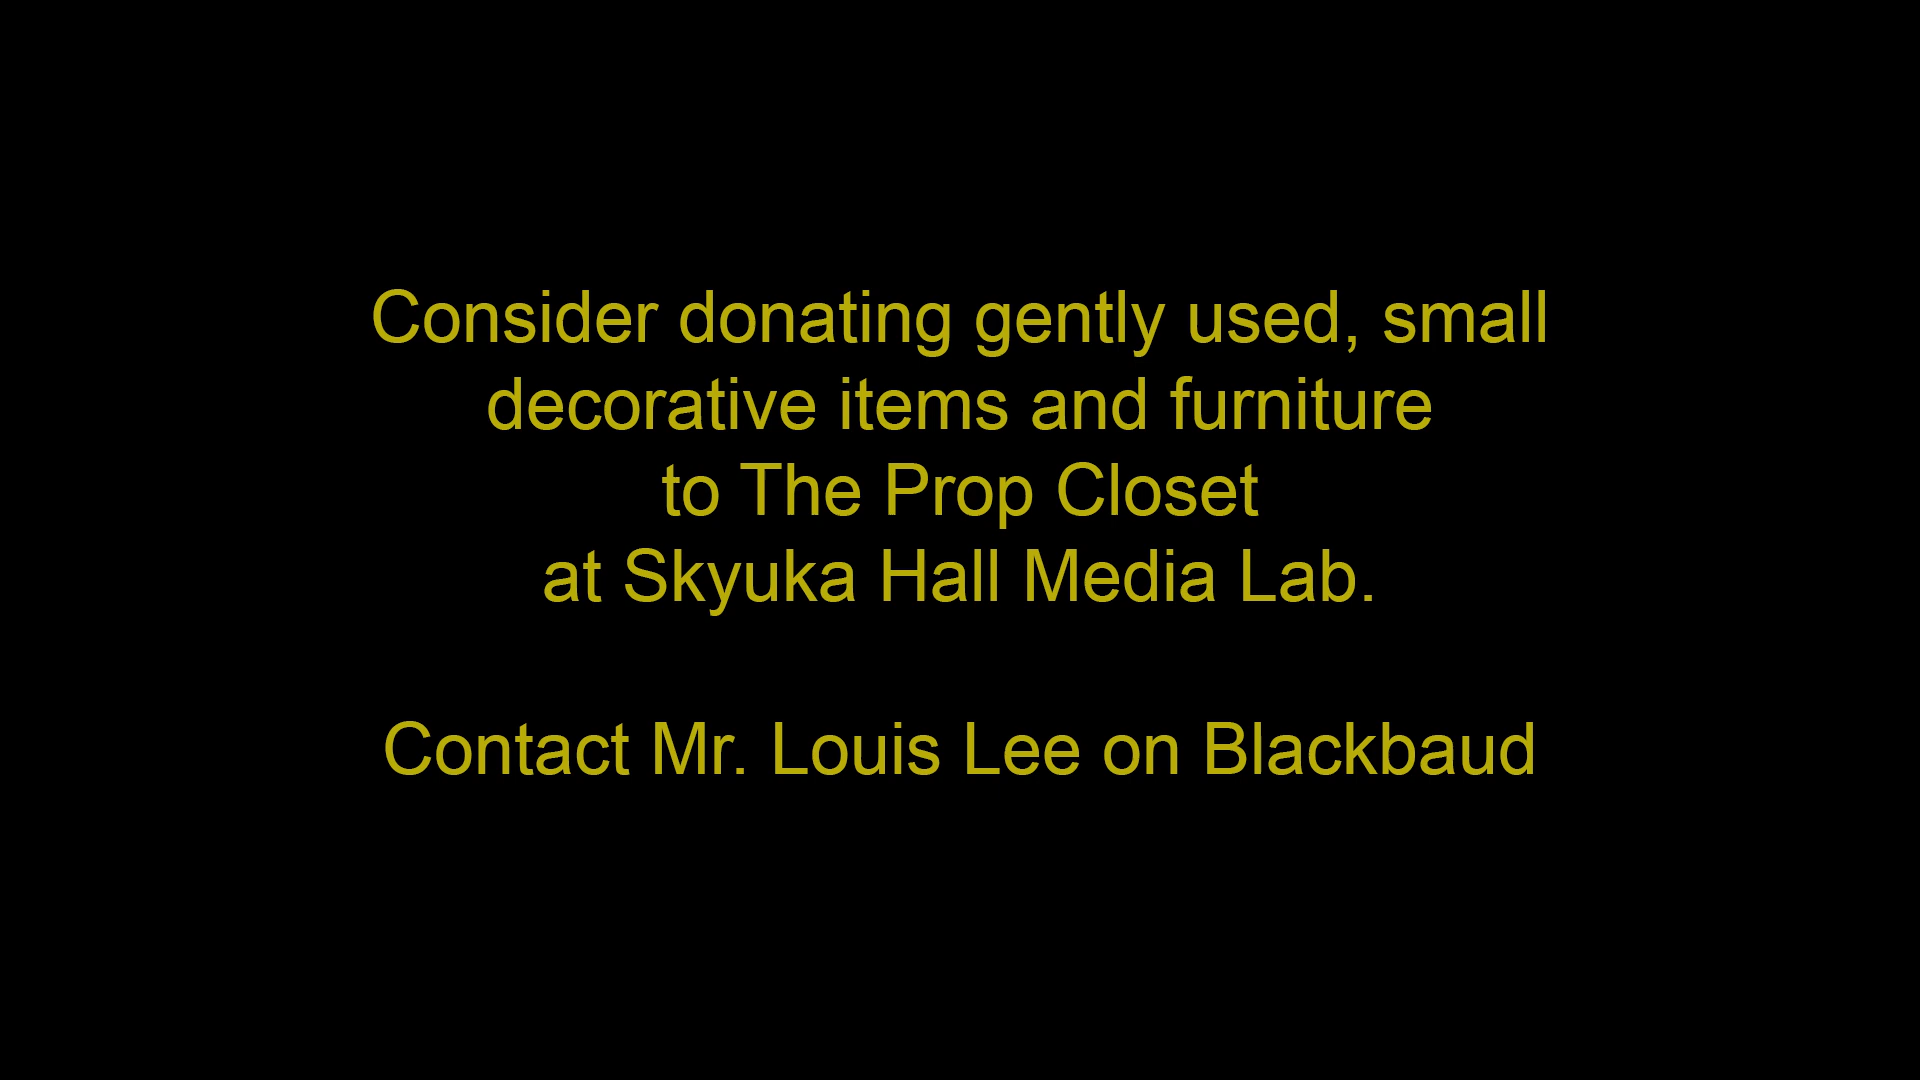 Consider donating gently used, small
decorative items and furniture
to The Prop Closet
at Skyuka Hall Media Lab.
Contact Mr. Louis Lee on Blackbaud